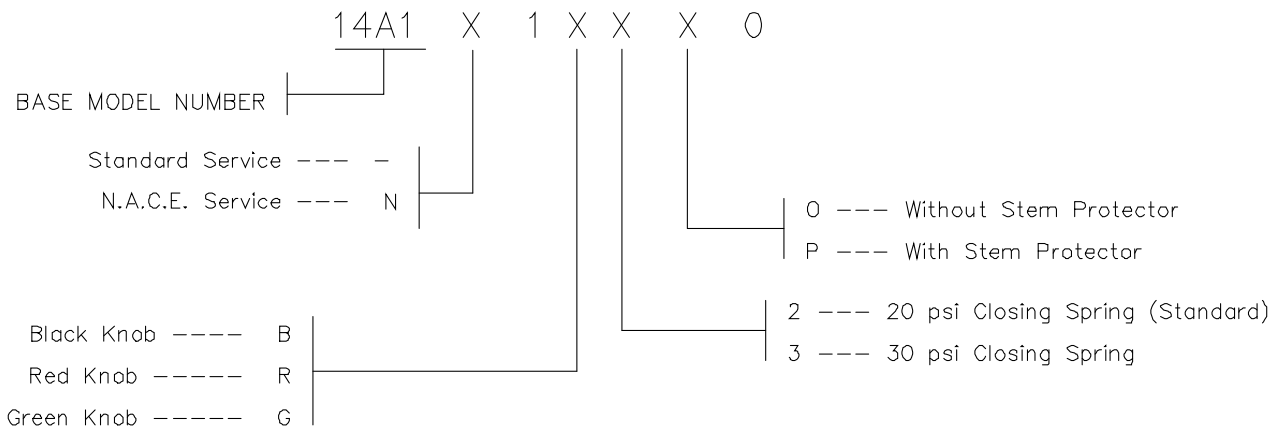 14A1 X 1 X X X 0
BASE MODEL NUMBER
Standard Service --- -
N.A.C.E. Service --- N
0 --- Without Stem Protector
P --- With Stem Protector
2 --- 20 psi Closing Spring (Standard)
3 --- 30 psi Closing Spring
Black Knob ---- B
Red Knob ----- R
Green Knob ----- G